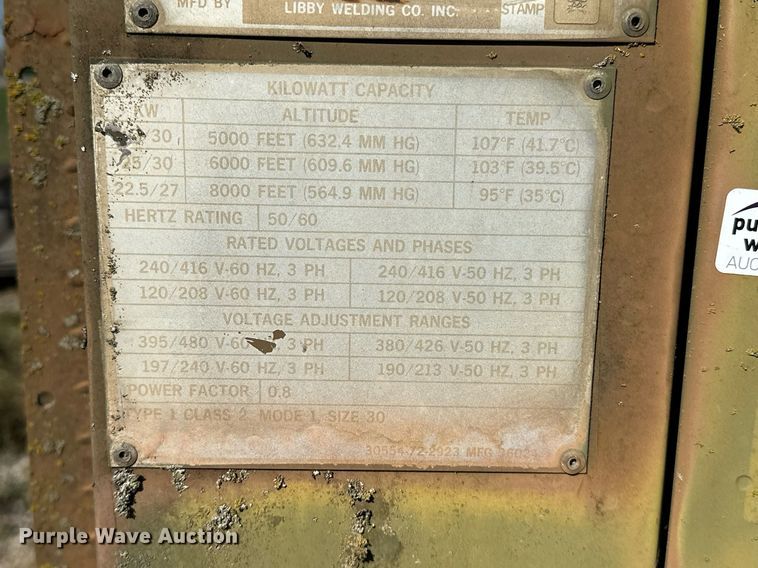 MFD BY LIBBY WELDING CO. INC. STAMP
KILOWATT CAPACITY
KW ALTITUDE TEMP
/30 5000 FEET (632.4 MM HG) 107°F (41.7°C)
25/30 6000 FEET (609.6 MM HG) 103°F (39.5°C)
22.5/27 8000 FEET (564.9 MM HG) 95°F (35°C)
HERTZ RATING 50/60
RATED VOLTAGES AND PHASES
240/416 V-60 HZ, 3 PH 240/416 V-50 HZ, 3 PH
120/208 V-60 HZ, 3 PH 120/208 V-50 HZ, 3 PH
VOLTAGE ADJUSTMENT RANGES
395/480 V-60 3 PH 380/426 V-50 HZ, 3 PH
197/240 V-60 HZ, 3 PH 190/213 V-50 HZ, 3 PH
POWER FACTOR 0.8
TYPE 1 CLASS 2, MODE 1, SIZE 30
30554-72-2923 MFG
pu
w
AUC
Purple Wave Auction